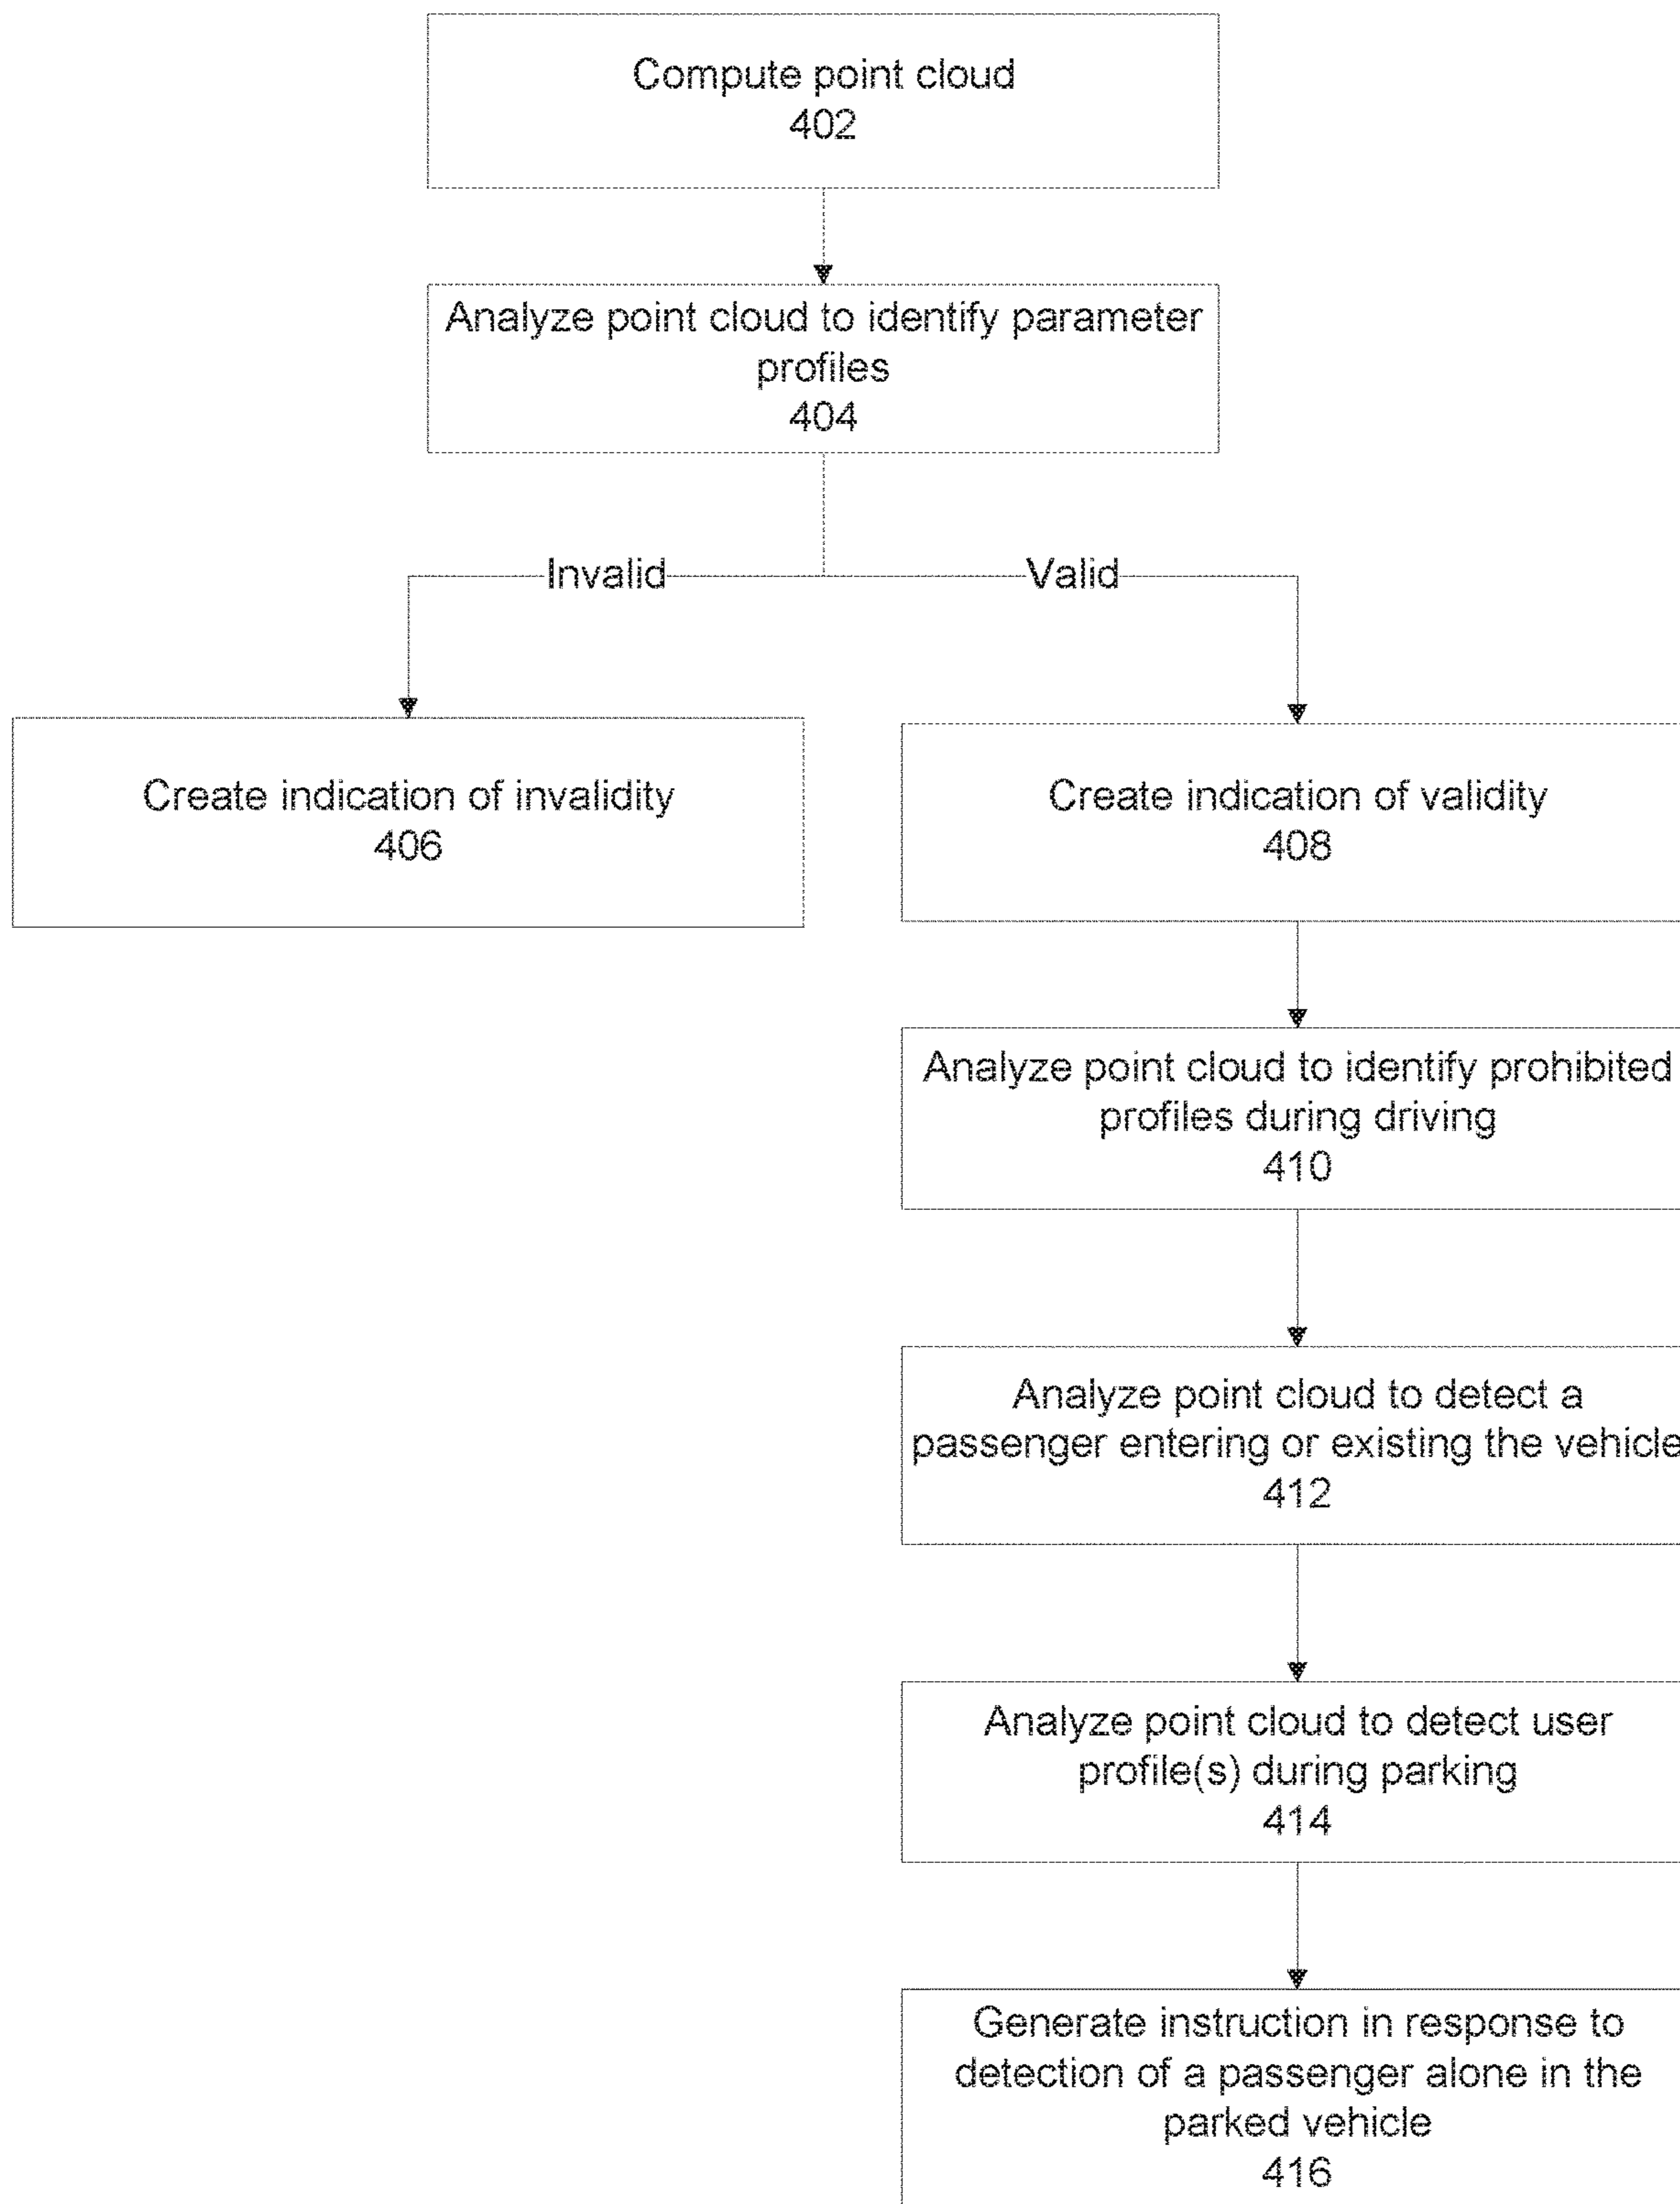 Compute point cloud
402
Analyze point cloud to identify parameter
profiles
404
Invalid
Valid
Create indication of invalidity
406
Create indication of validity
408
Analyze point cloud to identify prohibited
profiles during driving
410
Analyze point cloud to detect a
passenger entering or existing the vehicle
412
Analyze point cloud to detect user
profile(s) during parking
414
Generate instruction in response to
detection of a passenger alone in the
parked vehicle
416